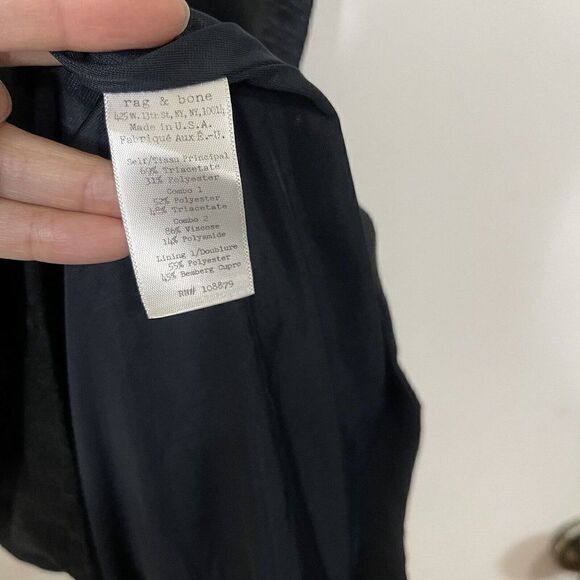 rag & bone
425 W. 13th St, NY, NY, 10014
Made in U.S.A.
Fabriqué Aux É.-U.
Self/Tissu Principal
69% Triacetate
31% Polyester
Combo 1
52% Polyester
48% Triacetate
Combo 2
86% Viscose
14% Polyamide
Lining 1/Doublure
55% Polyester
45% Bemberg Cupro
RN# 108879